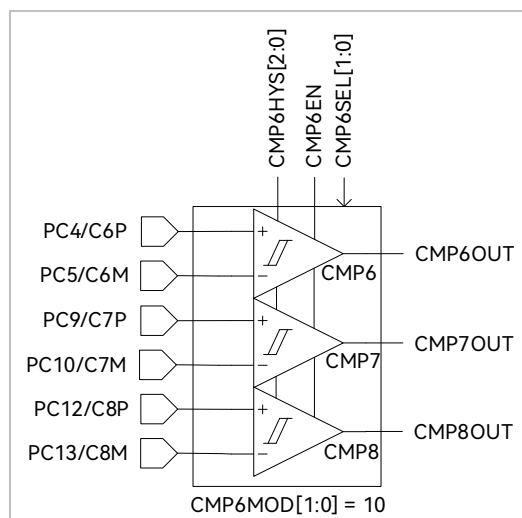 CMP6HYS[2:0]
CMP6EN
CMP6SEL[1:0]
PC4/C6P
+
CMP6OUT
PC5/C6M
−
CMP6
PC9/C7P
+
CMP7OUT
PC10/C7M
−
CMP7
PC12/C8P
+
CMP8OUT
PC13/C8M
−
CMP8
CMP6MOD[1:0] = 10